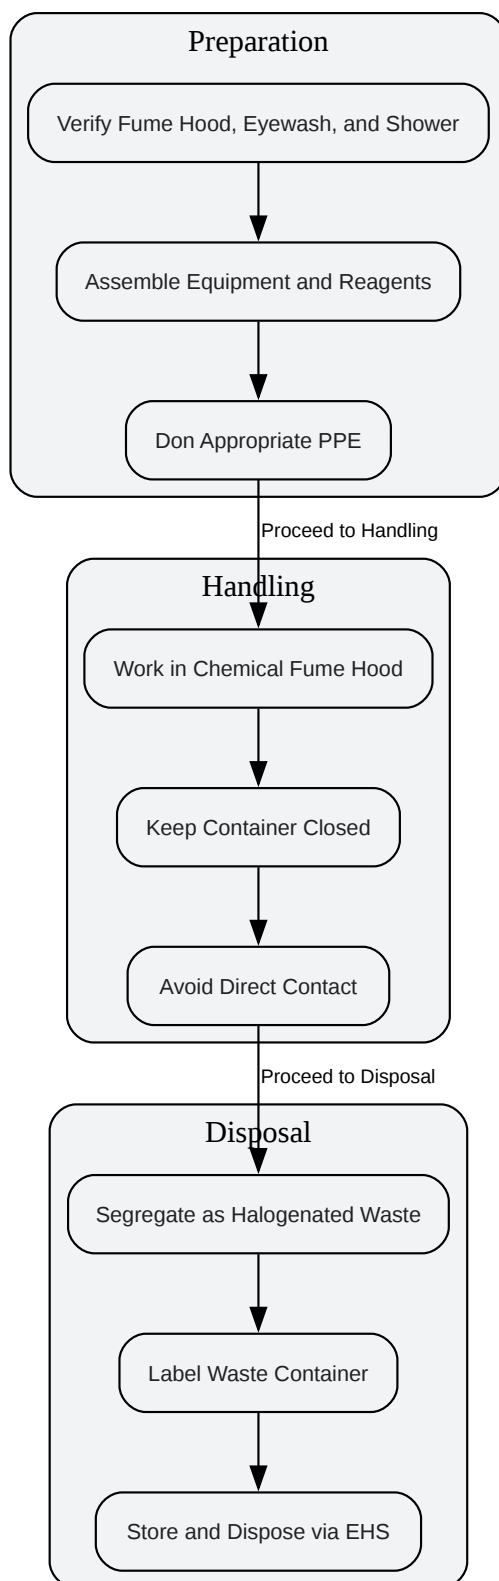 Preparation
Verify Fume Hood, Eyewash, and Shower
Assemble Equipment and Reagents
Don Appropriate PPE
Proceed to Handling
Handling
Work in Chemical Fume Hood
Keep Container Closed
Avoid Direct Contact
Proceed to Disposal
Disposal
Segregate as Halogenated Waste
Label Waste Container
Store and Dispose via EHS